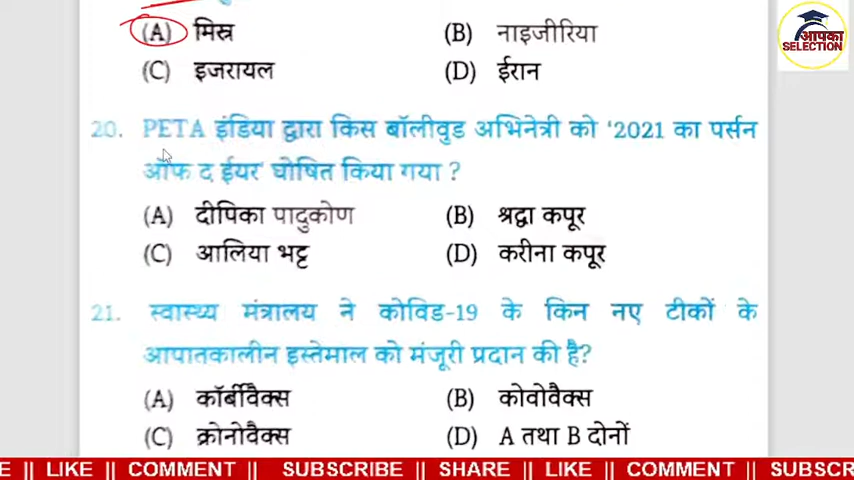 (A) मिस्र (B) नाइजीरिया
(C) इजरायल (D) ईरान
आपका
SELECTION
20. PETA इंडिया द्वारा किस बॉलीवुड अभिनेत्री को '2021 का पर्सन
ऑफ द ईयर' घोषित किया गया ?
(A) दीपिका पादुकोण (B) श्रद्धा कपूर
(C) आलिया भट्ट (D) करीना कपूर
21. स्वास्थ्य मंत्रालय ने कोविड-19 के किन नए टीकों के
आपातकालीन इस्तेमाल को मंजूरी प्रदान की है?
(A) कॉर्बीवैक्स (B) कोवोवैक्स
(C) क्रोनोवैक्स (D) A तथा B दोनों
E || LIKE || COMMENT || SUBSCRIBE || SHARE || LIKE || COMMENT || SUBSC